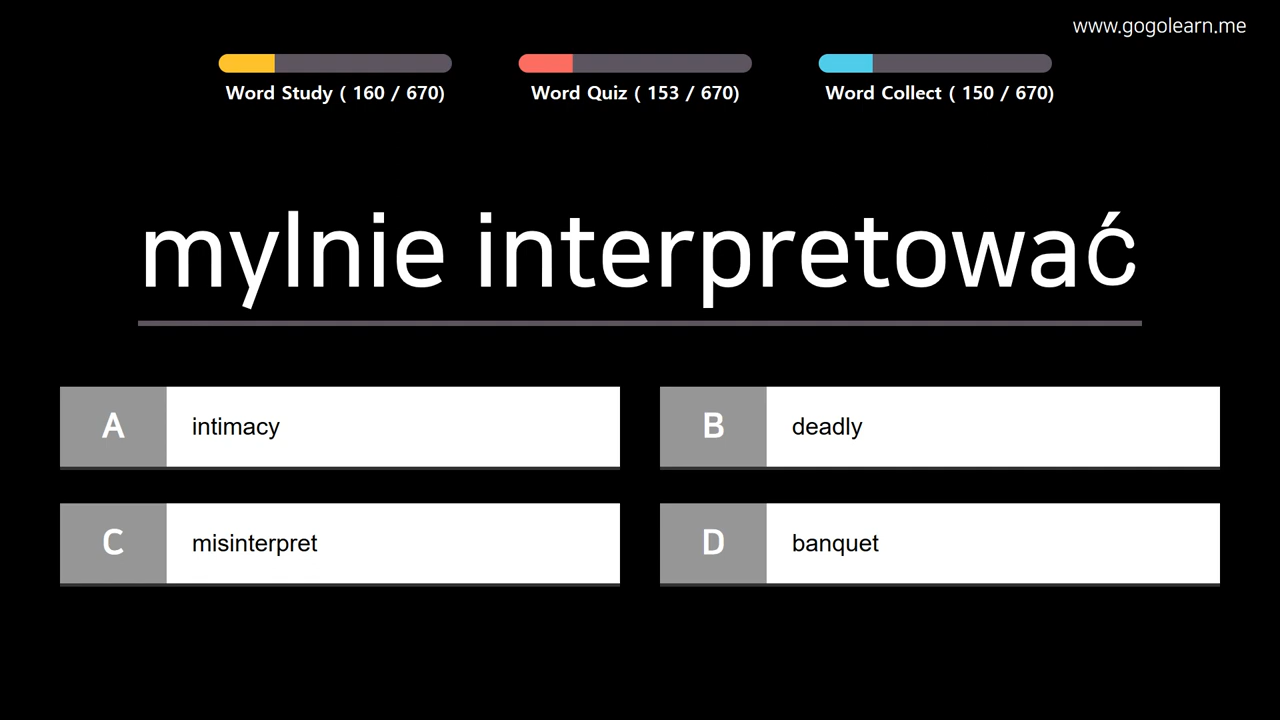 www.gogolearn.me
Word Study ( 160 / 670)
Word Quiz ( 153 / 670)
Word Collect ( 150 / 670)
mylnie interpretować
A intimacy
B deadly
C misinterpret
D banquet